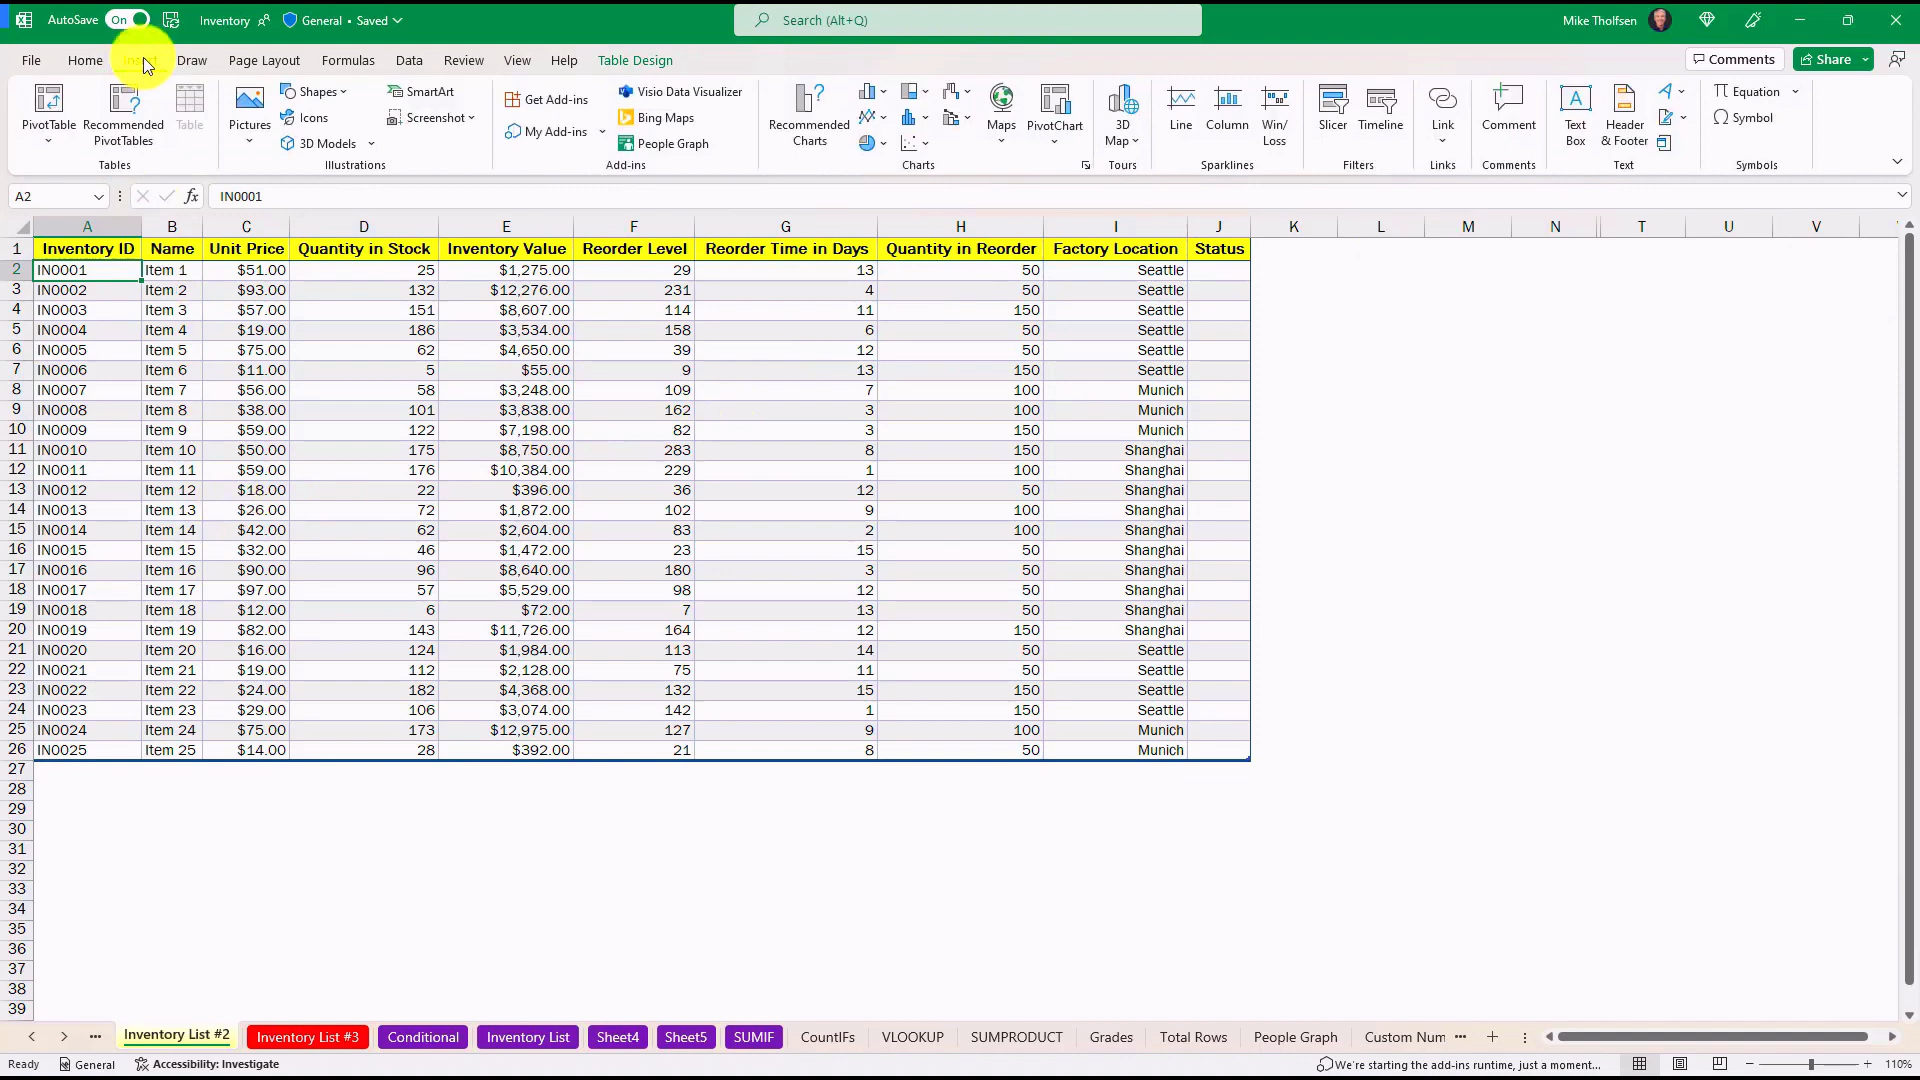 AutoSave On Inventory General • Saved Search (Alt+Q) Mike Tholfsen
File Home Insert Draw Page Layout Formulas Data Review View Help Table Design Comments Share
PivotTable Recommended PivotTables Table Pictures Shapes Icons 3D Models SmartArt Screenshot Get Add-ins My Add-ins Visio Data Visualizer Bing Maps People Graph Recommended Charts Maps PivotChart 3D Map Line Column Win/Loss Slicer Timeline Link Comment Text Box Header & Footer Equation Symbol
Tables Illustrations Add-ins Charts Tours Sparklines Filters Links Comments Text Symbols
A2 fx IN0001
A B C D E F G H I J K L M N T U V
1 Inventory ID Name Unit Price Quantity in Stock Inventory Value Reorder Level Reorder Time in Days Quantity in Reorder Factory Location Status
2 IN0001 Item 1 $51.00 25 $1,275.00 29 13 50 Seattle
3 IN0002 Item 2 $93.00 132 $12,276.00 231 4 50 Seattle
4 IN0003 Item 3 $57.00 151 $8,607.00 114 11 150 Seattle
5 IN0004 Item 4 $19.00 186 $3,534.00 158 6 50 Seattle
6 IN0005 Item 5 $75.00 62 $4,650.00 39 12 50 Seattle
7 IN0006 Item 6 $11.00 5 $55.00 9 13 150 Seattle
8 IN0007 Item 7 $56.00 58 $3,248.00 109 7 100 Munich
9 IN0008 Item 8 $38.00 101 $3,838.00 162 3 100 Munich
10 IN0009 Item 9 $59.00 122 $7,198.00 82 3 150 Munich
11 IN0010 Item 10 $50.00 175 $8,750.00 283 8 150 Shanghai
12 IN0011 Item 11 $59.00 176 $10,384.00 229 1 100 Shanghai
13 IN0012 Item 12 $18.00 22 $396.00 36 12 50 Shanghai
14 IN0013 Item 13 $26.00 72 $1,872.00 102 9 100 Shanghai
15 IN0014 Item 14 $42.00 62 $2,604.00 83 2 100 Shanghai
16 IN0015 Item 15 $32.00 46 $1,472.00 23 15 50 Shanghai
17 IN0016 Item 16 $90.00 96 $8,640.00 180 3 50 Shanghai
18 IN0017 Item 17 $97.00 57 $5,529.00 98 12 50 Shanghai
19 IN0018 Item 18 $12.00 6 $72.00 7 13 50 Shanghai
20 IN0019 Item 19 $82.00 143 $11,726.00 164 12 150 Shanghai
21 IN0020 Item 20 $16.00 124 $1,984.00 113 14 50 Seattle
22 IN0021 Item 21 $19.00 112 $2,128.00 75 11 50 Seattle
23 IN0022 Item 22 $24.00 182 $4,368.00 132 15 150 Seattle
24 IN0023 Item 23 $29.00 106 $3,074.00 142 1 150 Seattle
25 IN0024 Item 24 $75.00 173 $12,975.00 127 9 100 Munich
26 IN0025 Item 25 $14.00 28 $392.00 21 8 50 Munich
27
28
29
30
31
32
33
34
35
36
37
38
39
Inventory List #2 Inventory List #3 Conditional Inventory List Sheet4 Sheet5 SUMIF CountIFs VLOOKUP SUMPRODUCT Grades Total Rows People Graph Custom Num
Ready General Accessibility: Investigate We're starting the add-ins runtime, just a moment... 110%